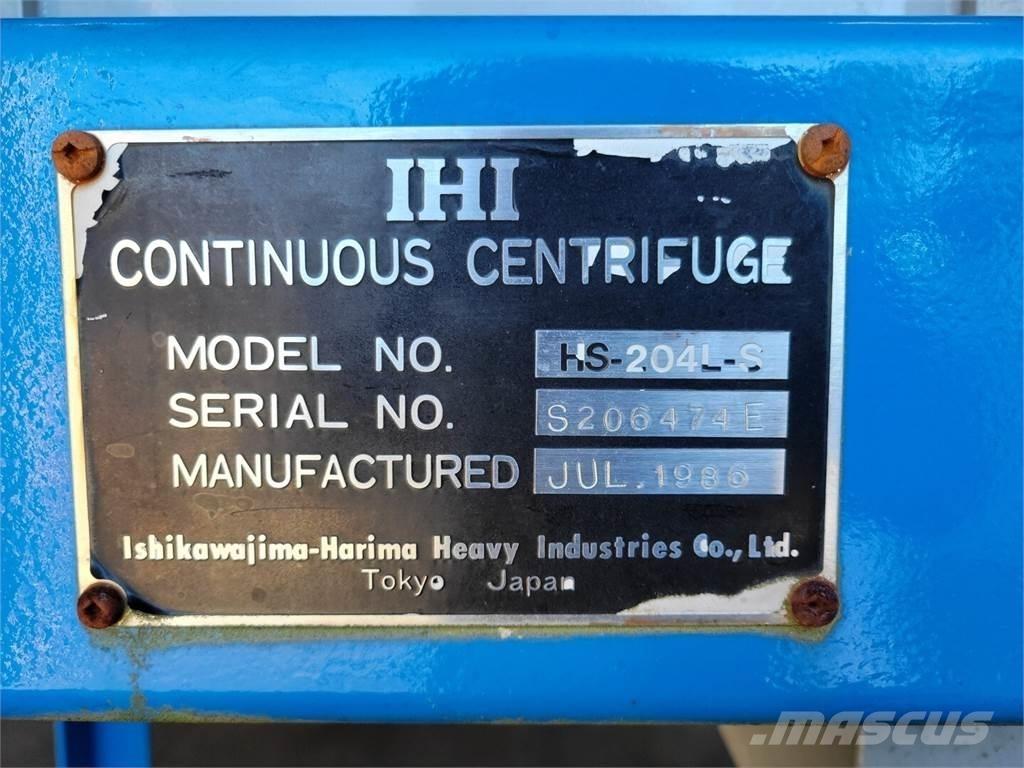 IHI
CONTINUOUS CENTRIFUGE
MODEL NO. HS-204L-S
SERIAL NO. S206474E
MANUFACTURED JUL. 1986
Ishikawajima-Harima Heavy Industries Co., Ltd.
Tokyo Japan
MASCUS